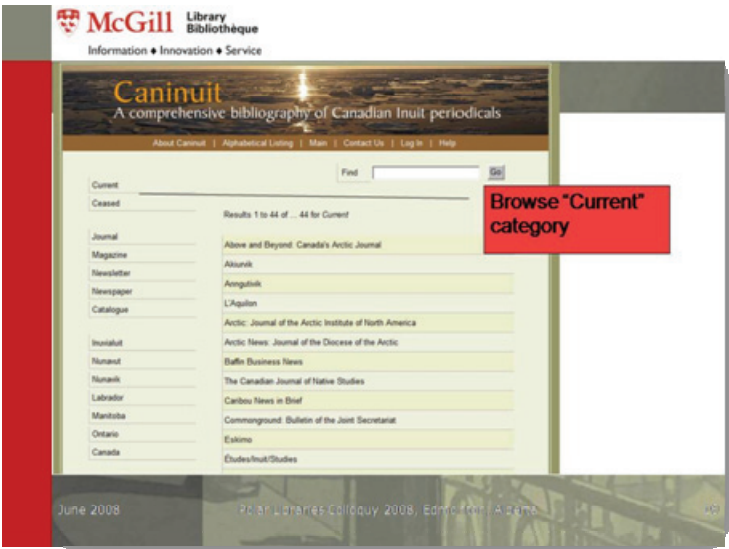 McGill
Library
Bibliothèque
Information ♦ Innovation ♦ Service
Caninuit
A comprehensive bibliography of Canadian Inuit periodicals
About Caninuit | Alphabetical Listing | Main | Contact Us | Log In | Help
Find
Go
Current
Ceased
Journal
Magazine
Newsletter
Newspaper
Catalogue
Inuvialuit
Nunavut
Nunavik
Labrador
Manitoba
Ontario
Canada
Results 1 to 44 of ... 44 for Current
Above and Beyond: Canada's Arctic Journal
Akiurvik
Anngutivik
L'Aquilon
Arctic: Journal of the Arctic Institute of North America
Arctic News: Journal of the Diocese of the Arctic
Baffin Business News
The Canadian Journal of Native Studies
Caribou News in Brief
Commonground: Bulletin of the Joint Secretariat
Eskimo
Études/Inuit/Studies
Browse "Current"
category
June 2008
Polar Libraries Colloquy 2008, Edmonton, Alberta